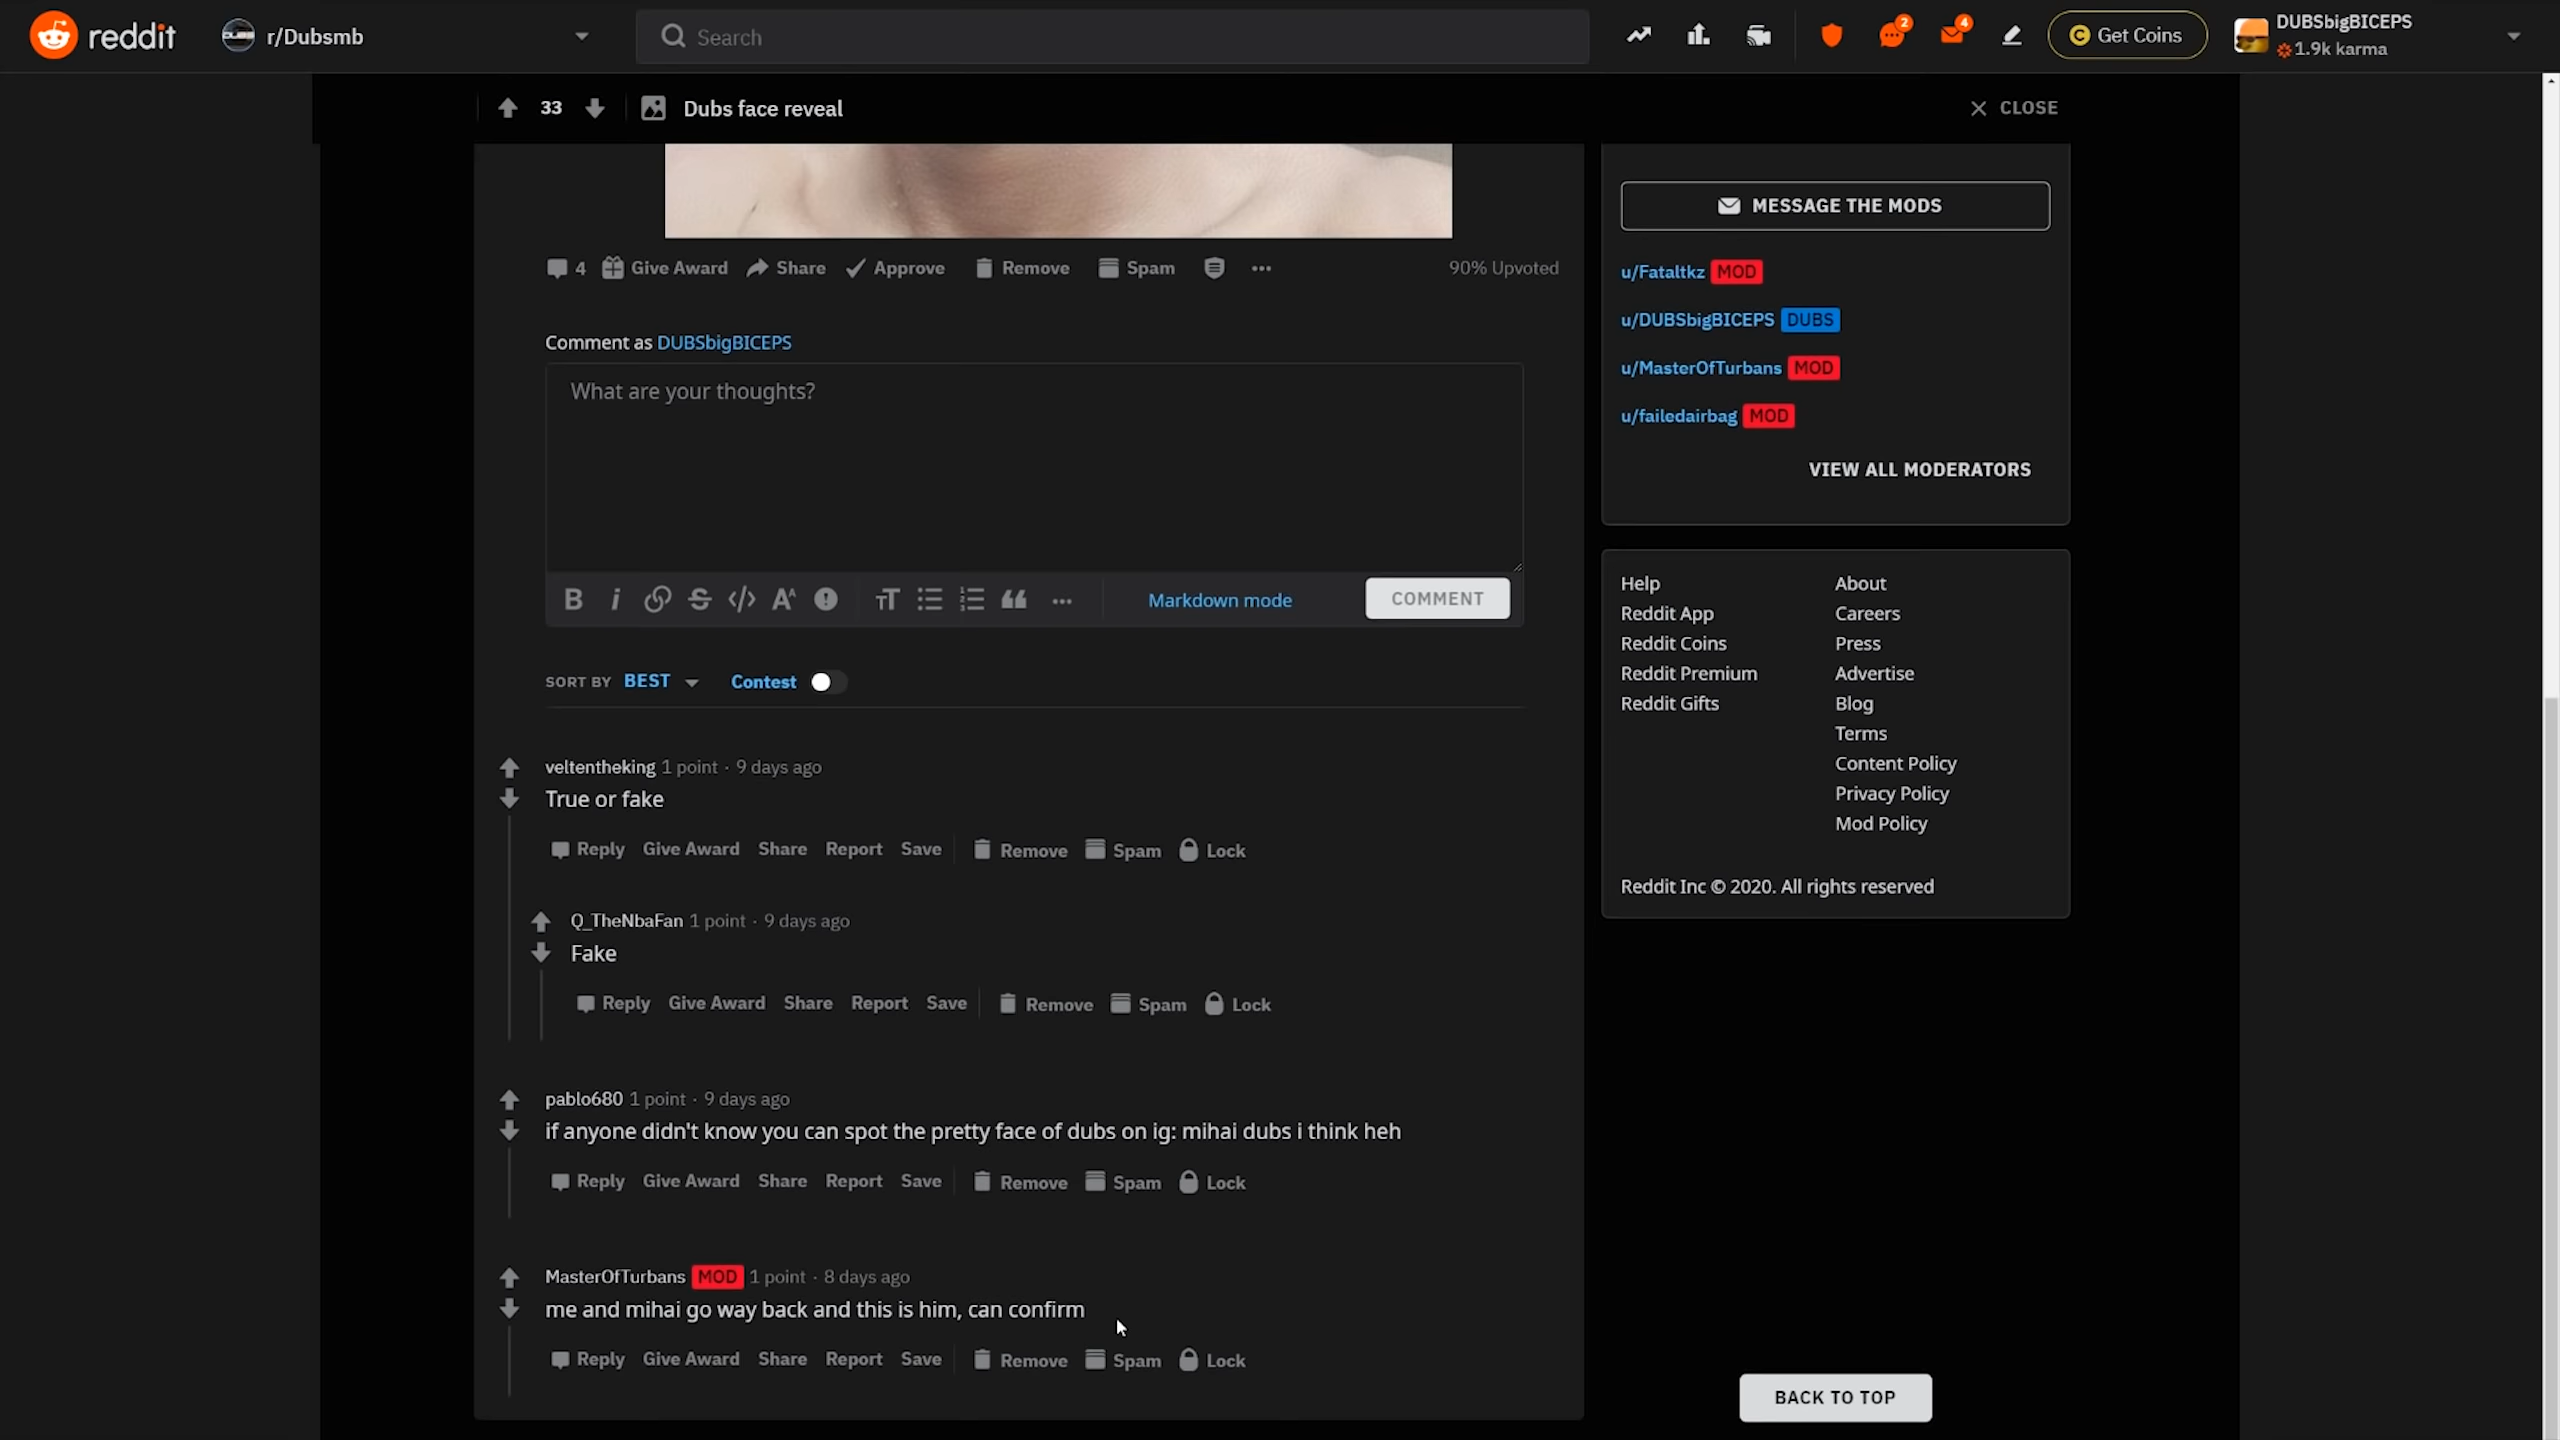 reddit
r/Dubsmb
Search
2
4
Get Coins
DUBSbigBICEPS
1.9k karma
33
Dubs face reveal
CLOSE
4 Give Award Share Approve Remove Spam
90% Upvoted
Comment as DUBSbigBICEPS
What are your thoughts?
Markdown mode
COMMENT
SORT BY BEST
Contest
veltentheking 1 point · 9 days ago
True or fake
Reply Give Award Share Report Save Remove Spam Lock
Q_TheNbaFan 1 point · 9 days ago
Fake
Reply Give Award Share Report Save Remove Spam Lock
pablo680 1 point · 9 days ago
if anyone didn't know you can spot the pretty face of dubs on ig: mihai dubs i think heh
Reply Give Award Share Report Save Remove Spam Lock
MasterOfTurbans MOD 1 point · 8 days ago
me and mihai go way back and this is him, can confirm
Reply Give Award Share Report Save Remove Spam Lock
MESSAGE THE MODS
u/Fataltkz MOD
u/DUBSbigBICEPS DUBS
u/MasterOfTurbans MOD
u/failedairbag MOD
VIEW ALL MODERATORS
Help
Reddit App
Reddit Coins
Reddit Premium
Reddit Gifts
About
Careers
Press
Advertise
Blog
Terms
Content Policy
Privacy Policy
Mod Policy
Reddit Inc © 2020. All rights reserved
BACK TO TOP